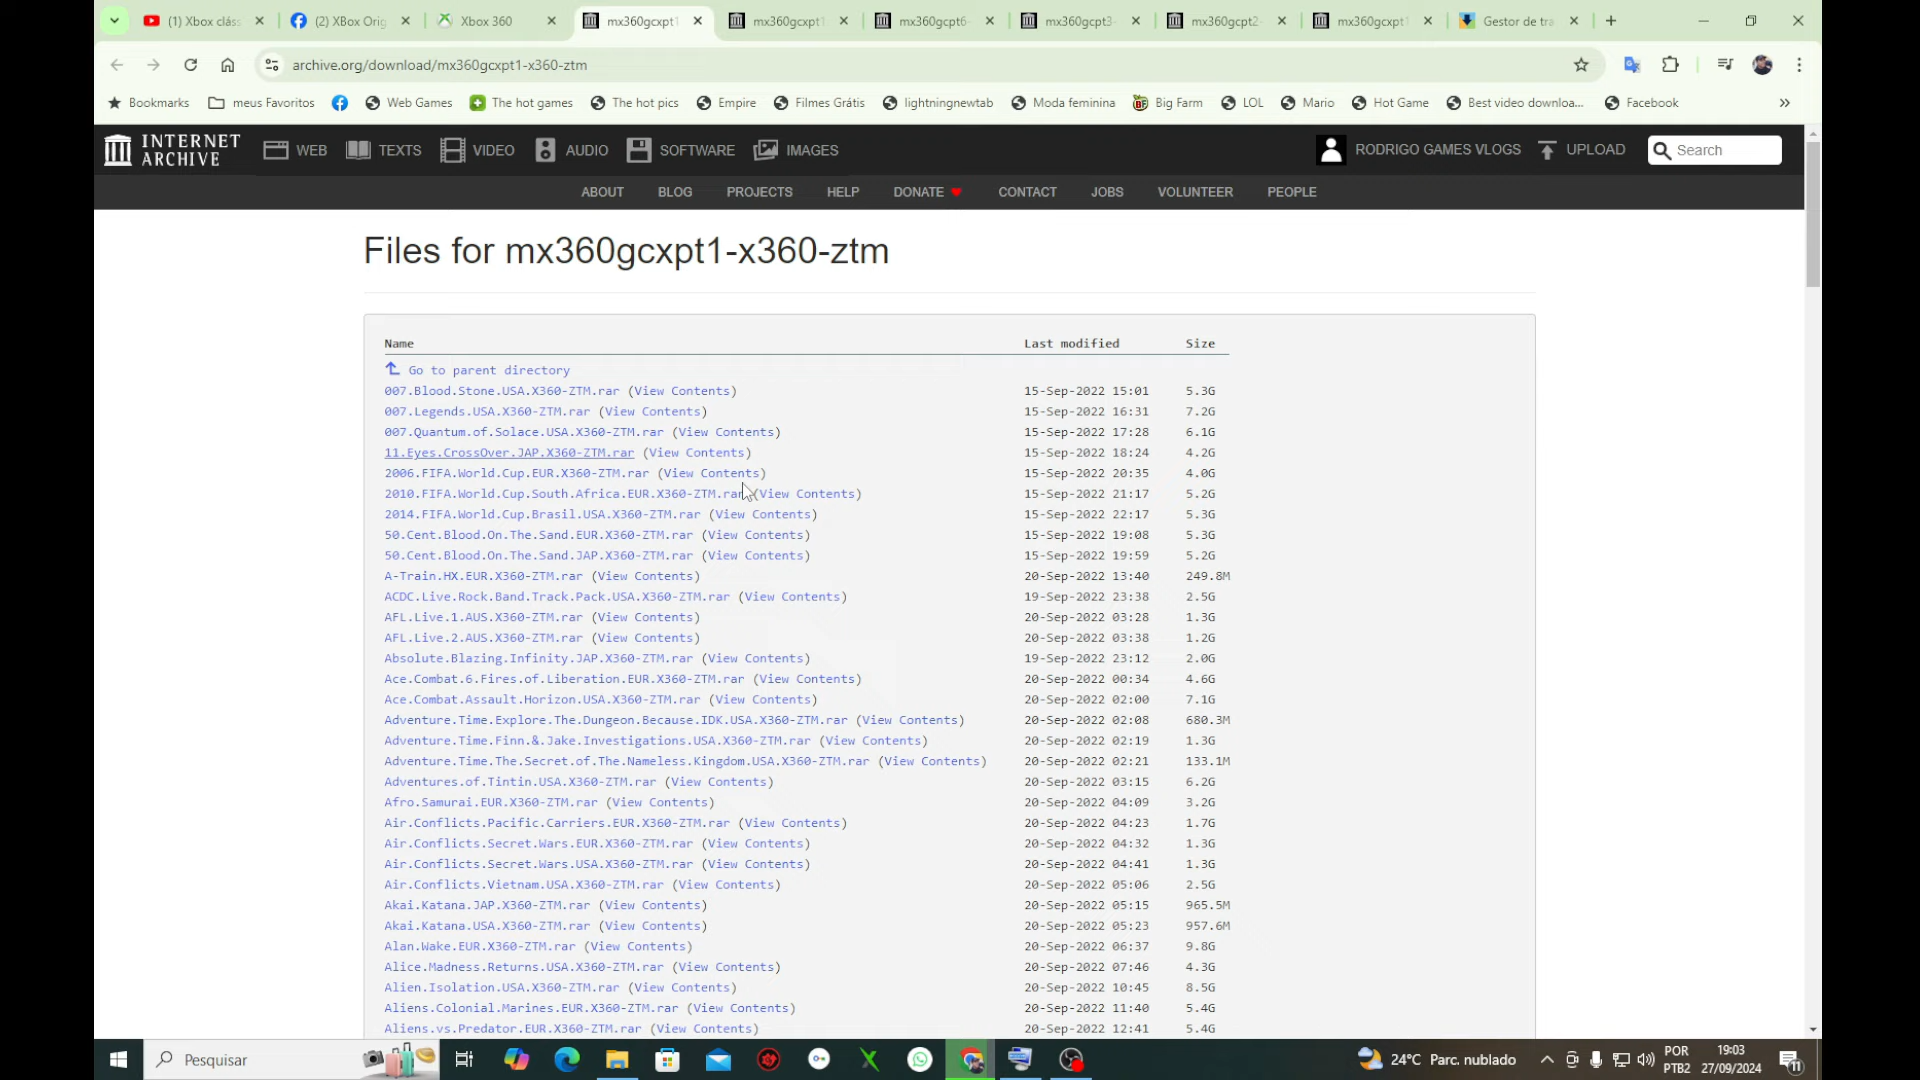 (1) Xbox clás
(2) XBox Orig
Xbox 360
mx360gcxpt1
mx360gcxpt1
mx360gcpt6-
mx360gcpt3-
mx360gcpt2-
mx360gcxpt1
Gestor de tra
archive.org/download/mx360gcxpt1-x360-ztm
Bookmarks
meus Favoritos
Web Games
The hot games
The hot pics
Empire
Filmes Grátis
lightningnewtab
Moda feminina
Big Farm
LOL
Mario
Hot Game
Best video downloa...
Facebook
INTERNET
ARCHIVE
WEB
TEXTS
VIDEO
AUDIO
SOFTWARE
IMAGES
RODRIGO GAMES VLOGS
UPLOAD
Search
ABOUT
BLOG
PROJECTS
HELP
DONATE
CONTACT
JOBS
VOLUNTEER
PEOPLE
Files for mx360gcxpt1-x360-ztm
Name Last modified Size
Go to parent directory
007.Blood.Stone.USA.X360-ZTM.rar (View Contents) 15-Sep-2022 15:01 5.3G
007.Legends.USA.X360-ZTM.rar (View Contents) 15-Sep-2022 16:31 7.2G
007.Quantum.of.Solace.USA.X360-ZTM.rar (View Contents) 15-Sep-2022 17:28 6.1G
11.Eyes.CrossOver.JAP.X360-ZTM.rar (View Contents) 15-Sep-2022 18:24 4.2G
2006.FIFA.World.Cup.EUR.X360-ZTM.rar (View Contents) 15-Sep-2022 20:35 4.0G
2010.FIFA.World.Cup.South.Africa.EUR.X360-ZTM.rar (View Contents) 15-Sep-2022 21:17 5.2G
2014.FIFA.World.Cup.Brasil.USA.X360-ZTM.rar (View Contents) 15-Sep-2022 22:17 5.3G
50.Cent.Blood.On.The.Sand.EUR.X360-ZTM.rar (View Contents) 15-Sep-2022 19:08 5.3G
50.Cent.Blood.On.The.Sand.JAP.X360-ZTM.rar (View Contents) 15-Sep-2022 19:59 5.2G
A-Train.HX.EUR.X360-ZTM.rar (View Contents) 20-Sep-2022 13:40 249.8M
ACDC.Live.Rock.Band.Track.Pack.USA.X360-ZTM.rar (View Contents) 19-Sep-2022 23:38 2.5G
AFL.Live.1.AUS.X360-ZTM.rar (View Contents) 20-Sep-2022 03:28 1.3G
AFL.Live.2.AUS.X360-ZTM.rar (View Contents) 20-Sep-2022 03:38 1.2G
Absolute.Blazing.Infinity.JAP.X360-ZTM.rar (View Contents) 19-Sep-2022 23:12 2.0G
Ace.Combat.6.Fires.of.Liberation.EUR.X360-ZTM.rar (View Contents) 20-Sep-2022 00:34 4.6G
Ace.Combat.Assault.Horizon.USA.X360-ZTM.rar (View Contents) 20-Sep-2022 02:00 7.1G
Adventure.Time.Explore.The.Dungeon.Because.IDK.USA.X360-ZTM.rar (View Contents) 20-Sep-2022 02:08 680.3M
Adventure.Time.Finn.&.Jake.Investigations.USA.X360-ZTM.rar (View Contents) 20-Sep-2022 02:19 1.3G
Adventure.Time.The.Secret.of.The.Nameless.Kingdom.USA.X360-ZTM.rar (View Contents) 20-Sep-2022 02:21 133.1M
Adventures.of.Tintin.USA.X360-ZTM.rar (View Contents) 20-Sep-2022 03:15 6.2G
Afro.Samurai.EUR.X360-ZTM.rar (View Contents) 20-Sep-2022 04:09 3.2G
Air.Conflicts.Pacific.Carriers.EUR.X360-ZTM.rar (View Contents) 20-Sep-2022 04:23 1.7G
Air.Conflicts.Secret.Wars.EUR.X360-ZTM.rar (View Contents) 20-Sep-2022 04:32 1.3G
Air.Conflicts.Secret.Wars.USA.X360-ZTM.rar (View Contents) 20-Sep-2022 04:41 1.3G
Air.Conflicts.Vietnam.USA.X360-ZTM.rar (View Contents) 20-Sep-2022 05:06 2.5G
Akai.Katana.JAP.X360-ZTM.rar (View Contents) 20-Sep-2022 05:15 965.5M
Akai.Katana.USA.X360-ZTM.rar (View Contents) 20-Sep-2022 05:23 957.6M
Alan.Wake.EUR.X360-ZTM.rar (View Contents) 20-Sep-2022 06:37 9.8G
Alice.Madness.Returns.USA.X360-ZTM.rar (View Contents) 20-Sep-2022 07:46 4.3G
Alien.Isolation.USA.X360-ZTM.rar (View Contents) 20-Sep-2022 10:45 8.5G
Aliens.Colonial.Marines.EUR.X360-ZTM.rar (View Contents) 20-Sep-2022 11:40 5.4G
Aliens.vs.Predator.EUR.X360-ZTM.rar (View Contents) 20-Sep-2022 12:41 5.4G
Pesquisar
24°C Parc. nublado
POR
PTB2
19:03
27/09/2024
11